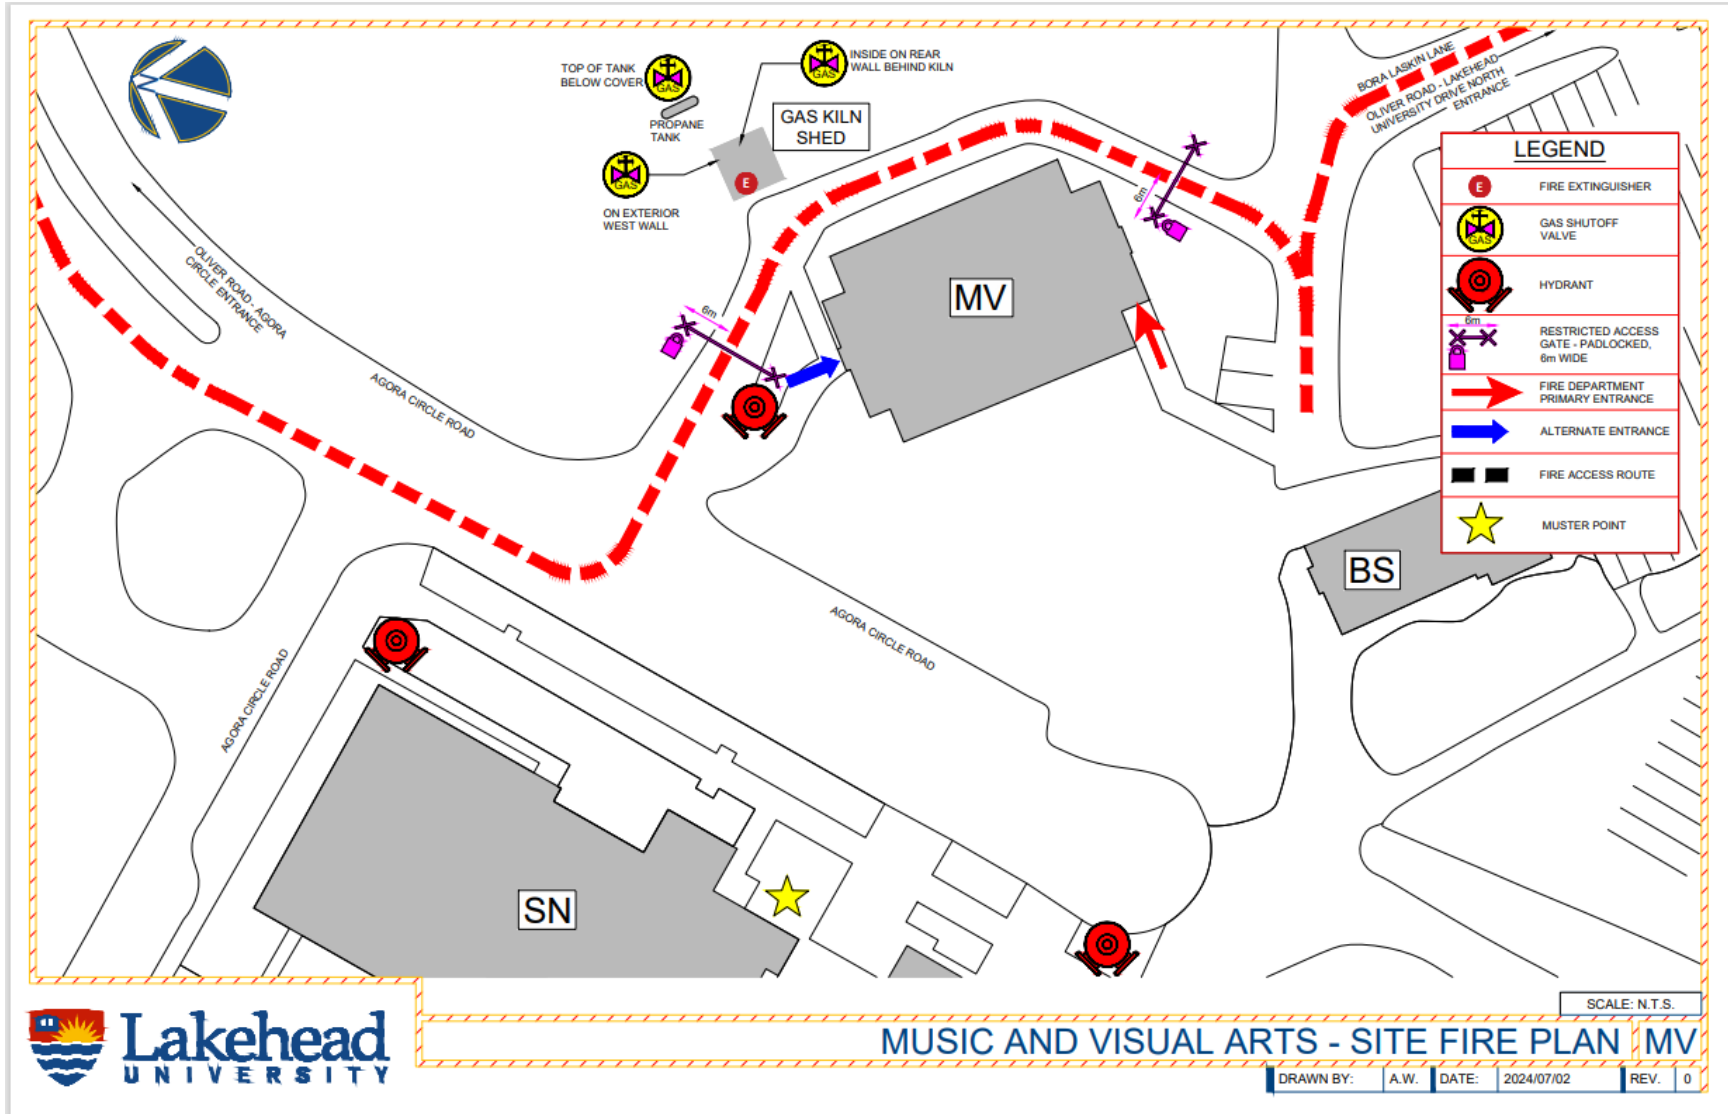 N
TOP OF TANK
BELOW COVER
GAS
PROPANE
TANK
GAS
INSIDE ON REAR
WALL BEHIND KILN
GAS KILN
SHED
GAS
ON EXTERIOR
WEST WALL
E
BORA LASKIN LANE
OLIVER ROAD - LAKEHEAD
UNIVERSITY DRIVE NORTH
ENTRANCE
OLIVER ROAD - AGORA
CIRCLE ENTRANCE
6m
6m
MV
AGORA CIRCLE ROAD
LEGEND
E
FIRE EXTINGUISHER
GAS
GAS SHUTOFF
VALVE
HYDRANT
6m
RESTRICTED ACCESS
GATE - PADLOCKED,
6m WIDE
FIRE DEPARTMENT
PRIMARY ENTRANCE
ALTERNATE ENTRANCE
FIRE ACCESS ROUTE
MUSTER POINT
BS
AGORA CIRCLE ROAD
AGORA CIRCLE ROAD
SN
Lakehead
UNIVERSITY
SCALE: N.T.S.
MUSIC AND VISUAL ARTS - SITE FIRE PLAN
MV
DRAWN BY: A.W. DATE: 2024/07/02 REV. 0